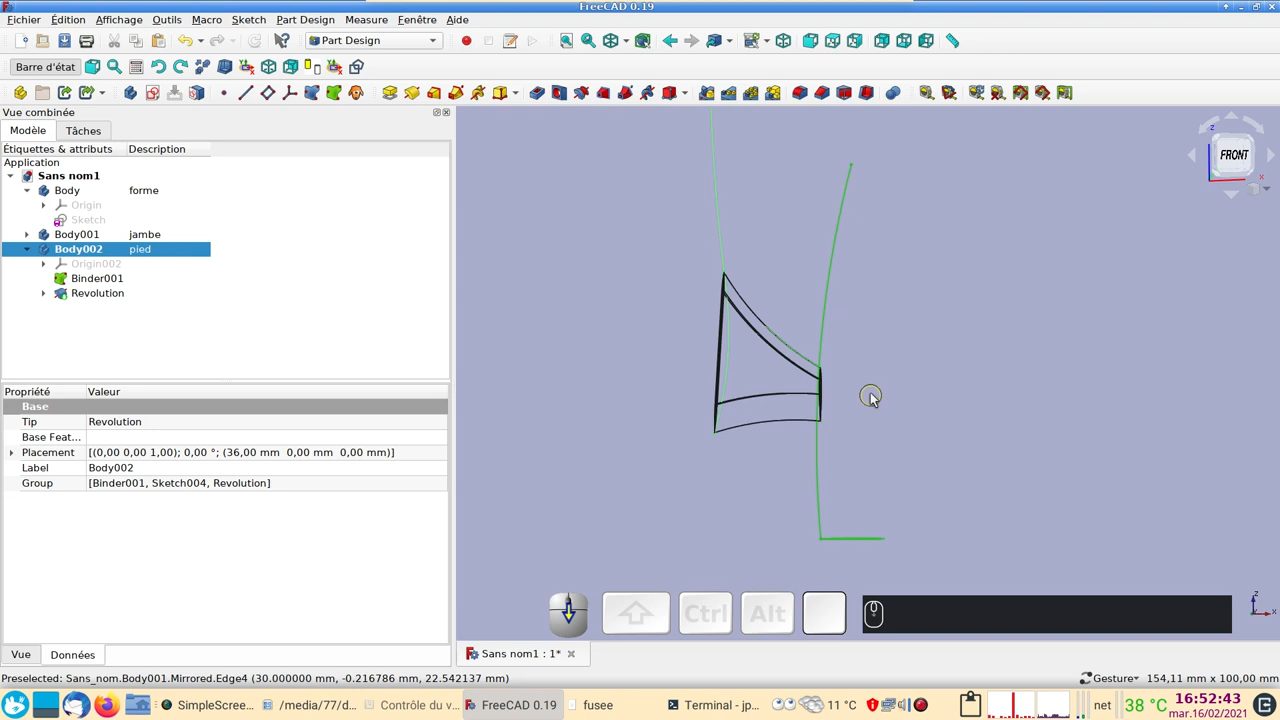 FreeCAD 0.19
Fichier Édition Affichage Outils Macro Sketch Part Design Measure Fenêtre Aide
Part Design
Barre d'état
Vue combinée
Modèle Tâches
Étiquettes & attributs Description
Application
Sans nom1
Body forme
Origin
Sketch
Body001 jambe
Body002 pied
Origin002
Binder001
Revolution
Propriété Valeur
Base
Tip Revolution
Base Feat...
Placement [(0,00 0,00 1,00); 0,00 °; (36,00 mm 0,00 mm 0,00 mm)]
Label Body002
Group [Binder001, Sketch004, Revolution]
Vue Données
FRONT
z
x
Ctrl Alt
z
x
Sans nom1 : 1*
Preselected: Sans_nom.Body001.Mirrored.Edge4 (30.000000 mm, -0.216756 mm, 22.542137 mm)
Gesture 154,11 mm x 100,00 mm
SimpleScree... /media/77/d... Contrôle du v... FreeCAD 0.19 fusee Terminal - jp... 11 °C net 38 °C 16:52:43
mar.16/02/2021